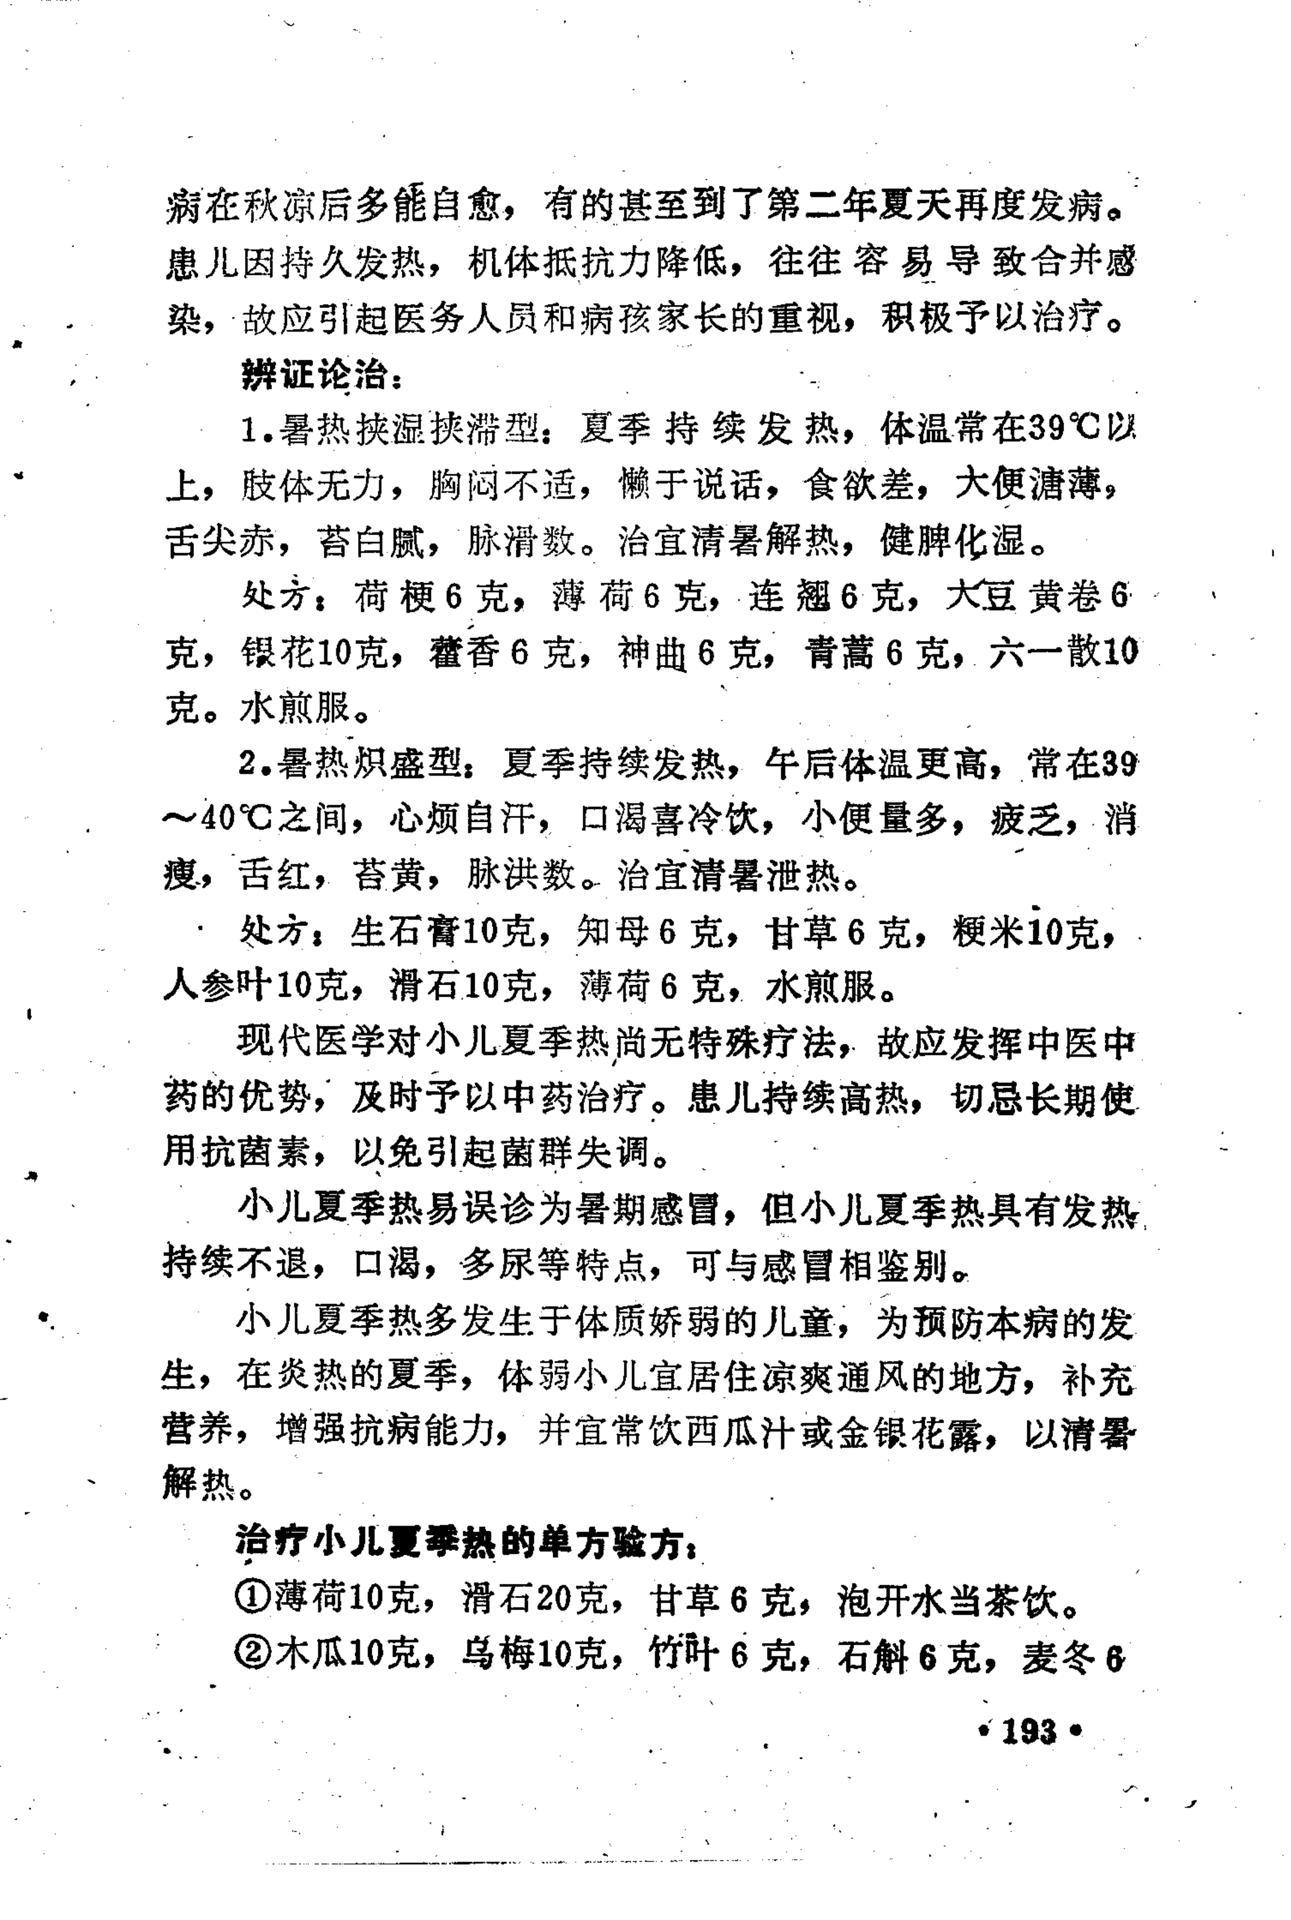 病在秋凉后多能自愈，有的甚至到了第二年夏天再度发病。
患儿因持久发热，机体抵抗力降低，往往容易导致合并感
染，故应引起医务人员和病孩家长的重视，积极予以治疗。
辨证论治：
1.暑热挟湿挟滞型：夏季持续发热，体温常在39℃以
上，肢体无力，胸闷不适，懒于说话，食欲差，大便溏薄，
舌尖赤，苔白腻，脉滑数。治宜清暑解热，健脾化湿。
处方：荷梗6克，薄荷6克，连翘6克，大豆黄卷6
克，银花10克，藿香6克，神曲6克，青蒿6克，六一散10
克。水煎服。
2.暑热炽盛型：夏季持续发热，午后体温更高，常在39
～40℃之间，心烦自汗，口渴喜冷饮，小便量多，疲乏，消
瘦，舌红，苔黄，脉洪数。治宜清暑泄热。
处方：生石膏10克，知母6克，甘草6克，粳米10克，
人参叶10克，滑石10克，薄荷6克，水煎服。
现代医学对小儿夏季热尚无特殊疗法，故应发挥中医中
药的优势，及时予以中药治疗。患儿持续高热，切忌长期使
用抗菌素，以免引起菌群失调。
小儿夏季热易误诊为暑期感冒，但小儿夏季热具有发热
持续不退，口渴，多尿等特点，可与感冒相鉴别。
小儿夏季热多发生于体质娇弱的儿童，为预防本病的发
生，在炎热的夏季，体弱小儿宜居住凉爽通风的地方，补充
营养，增强抗病能力，并宜常饮西瓜汁或金银花露，以清暑
解热。
治疗小儿夏季热的单方验方：
①薄荷10克，滑石20克，甘草6克，泡开水当茶饮。
②木瓜10克，乌梅10克，竹叶6克，石斛6克，麦冬6
•193•